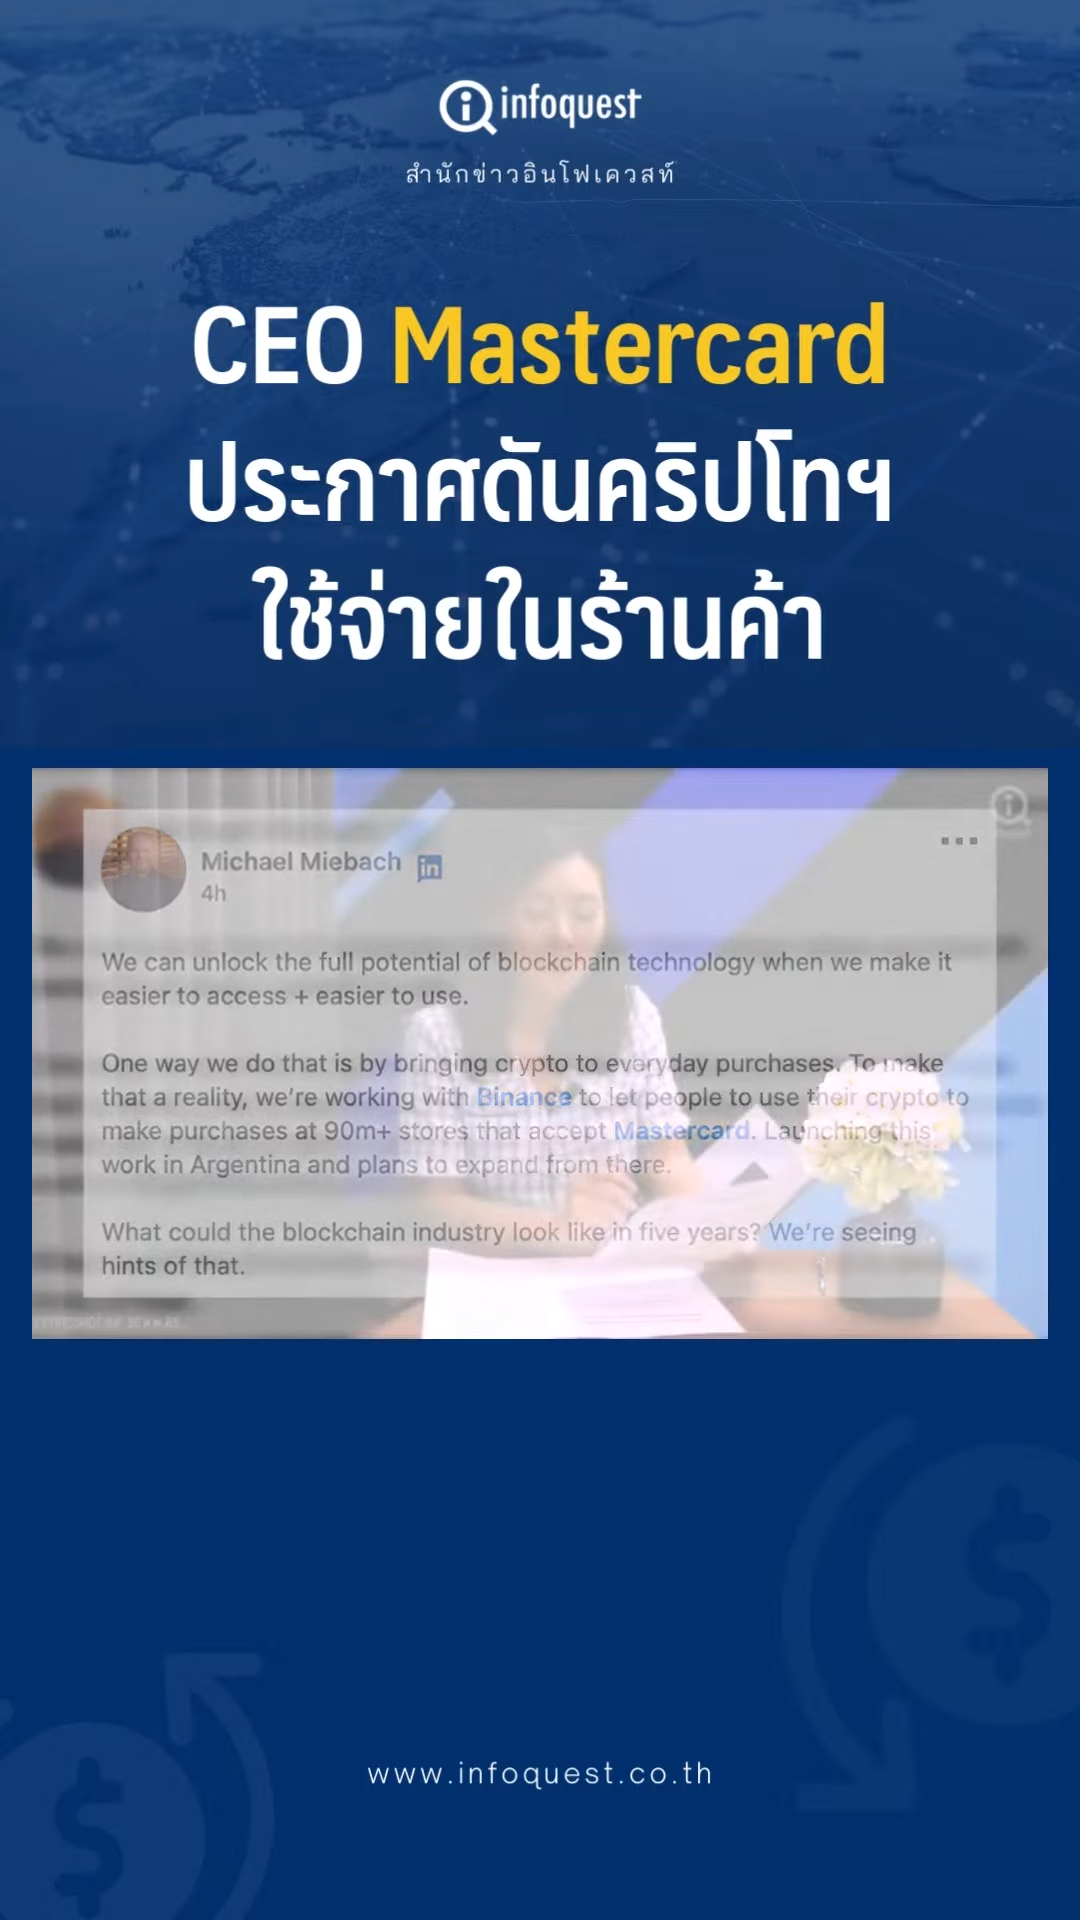 infoquest
สำนักข่าวอินโฟเควสท์
CEO Mastercard
ประกาศดันคริปโทฯ
ใช้จ่ายในร้านค้า
Michael Miebach in
4h
We can unlock the full potential of blockchain technology when we make it
easier to access + easier to use.
One way we do that is by bringing crypto to everyday purchases. To make
that a reality, we're working with Binance to let people to use their crypto to
make purchases at 90m+ stores that accept Mastercard. Launching this
work in Argentina and plans to expand from there.
What could the blockchain industry look like in five years? We're seeing
hints of that.
www.infoquest.co.th